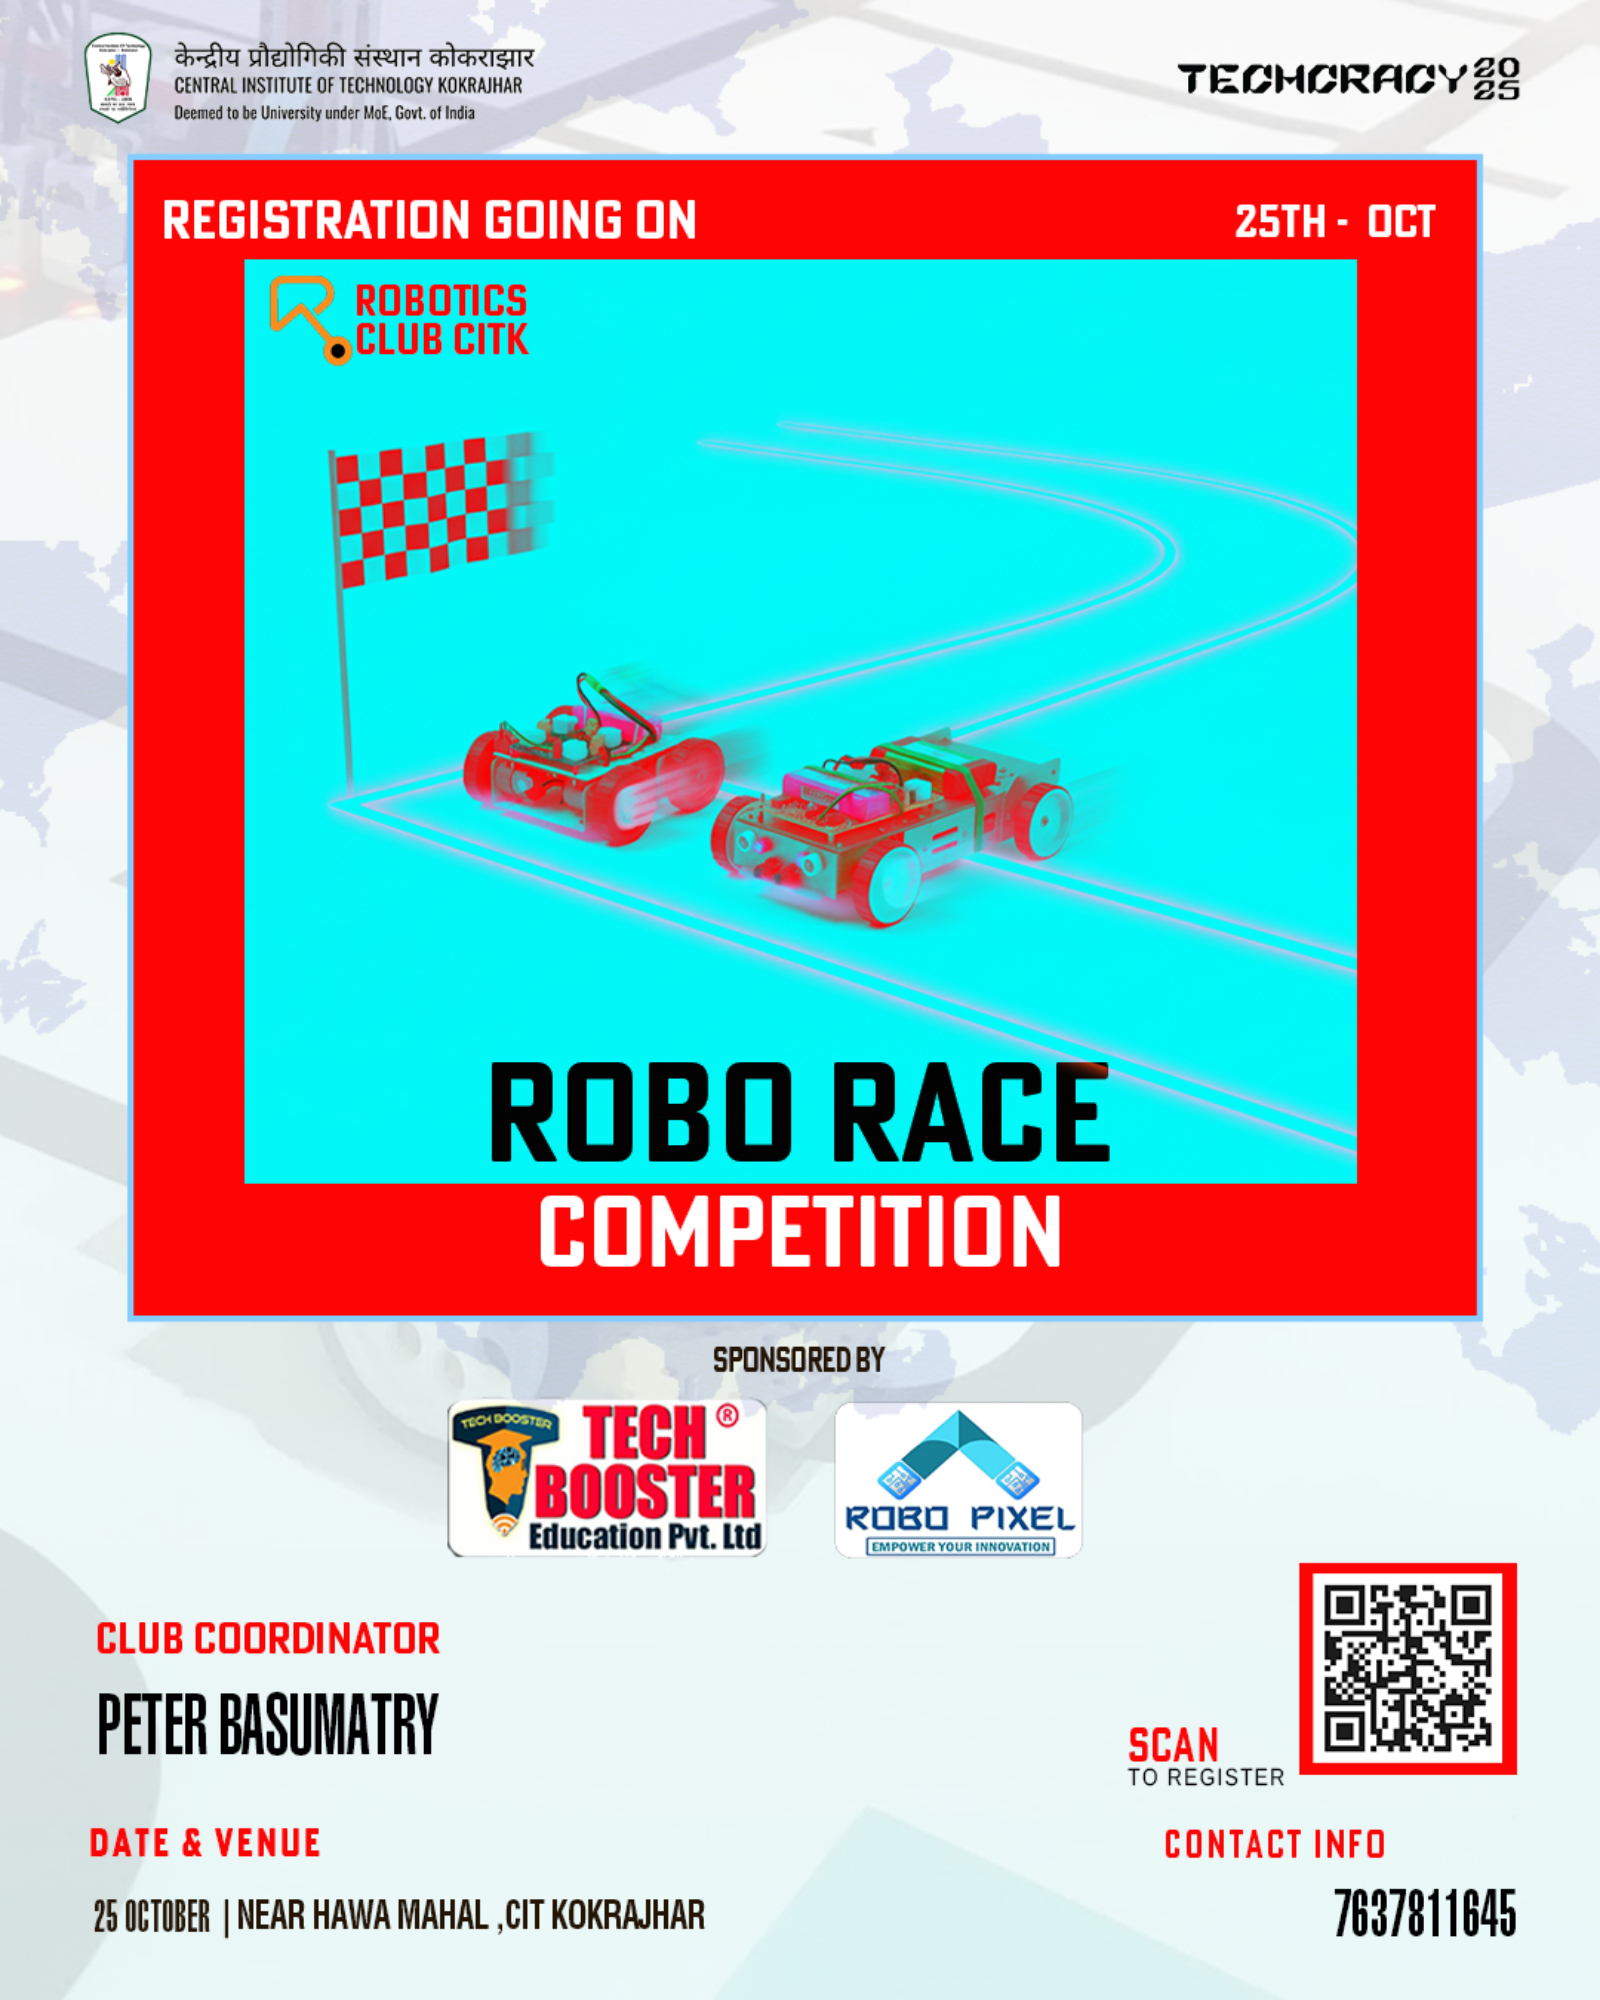 केन्द्रीय प्रौद्योगिकी संस्थान कोकराझार
CENTRAL INSTITUTE OF TECHNOLOGY KOKRAJHAR
Deemed to be University under MoE, Govt. of India
TECHCRACY 2025
REGISTRATION GOING ON
25TH - OCT
ROBOTICS
CLUB CITK
ROBO RACE
COMPETITION
SPONSORED BY
TECH BOOSTER
TECH ®
BOOSTER
Education Pvt. Ltd
ROBO PIXEL
EMPOWER YOUR INNOVATION
CLUB COORDINATOR
PETER BASUMATRY
SCAN
TO REGISTER
DATE & VENUE
CONTACT INFO
25 OCTOBER | NEAR HAWA MAHAL ,CIT KOKRAJHAR
7637811645